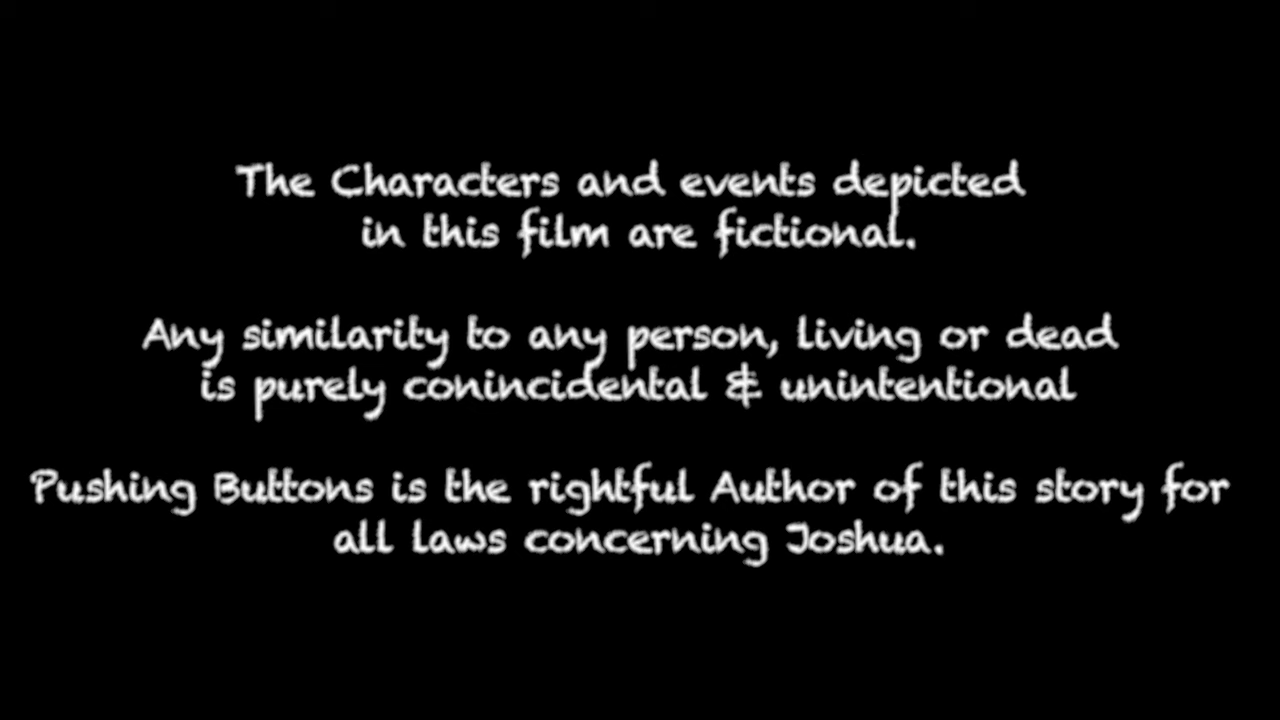 The Characters and events depicted
in this film are fictional.
Any similarity to any person, living or dead
is purely conincidental & unintentional
Pushing Buttons is the rightful Author of this story for
all laws concerning Joshua.